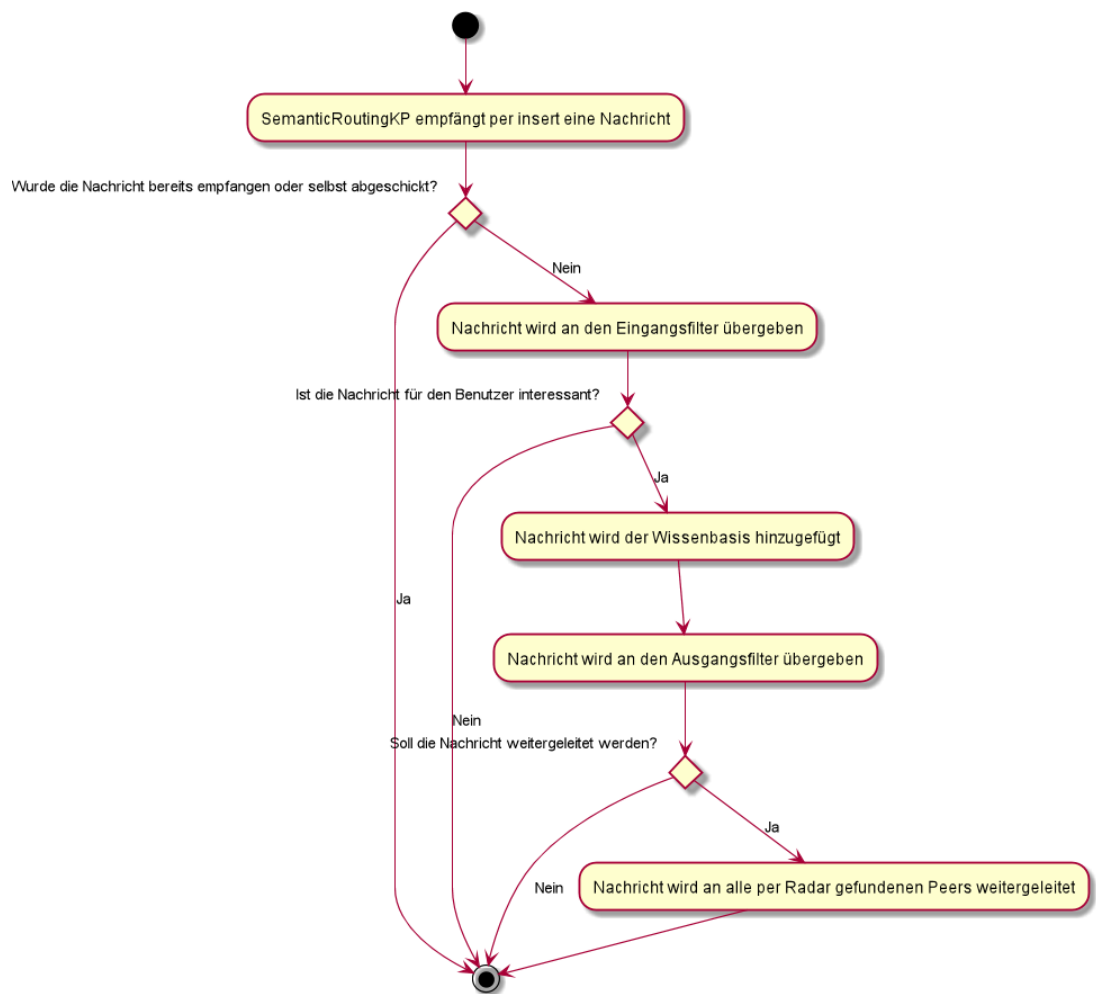 SemanticRoutingKP empfängt per insert eine Nachricht
Wurde die Nachricht bereits empfangen oder selbst abgeschickt?
Nein
Nachricht wird an den Eingangsfilter übergeben
Ist die Nachricht für den Benutzer interessant?
Ja
Nachricht wird der Wissenbasis hinzugefügt
Ja
Nachricht wird an den Ausgangsfilter übergeben
Nein
Soll die Nachricht weitergeleitet werden?
Ja
Nein
Nachricht wird an alle per Radar gefundenen Peers weitergeleitet